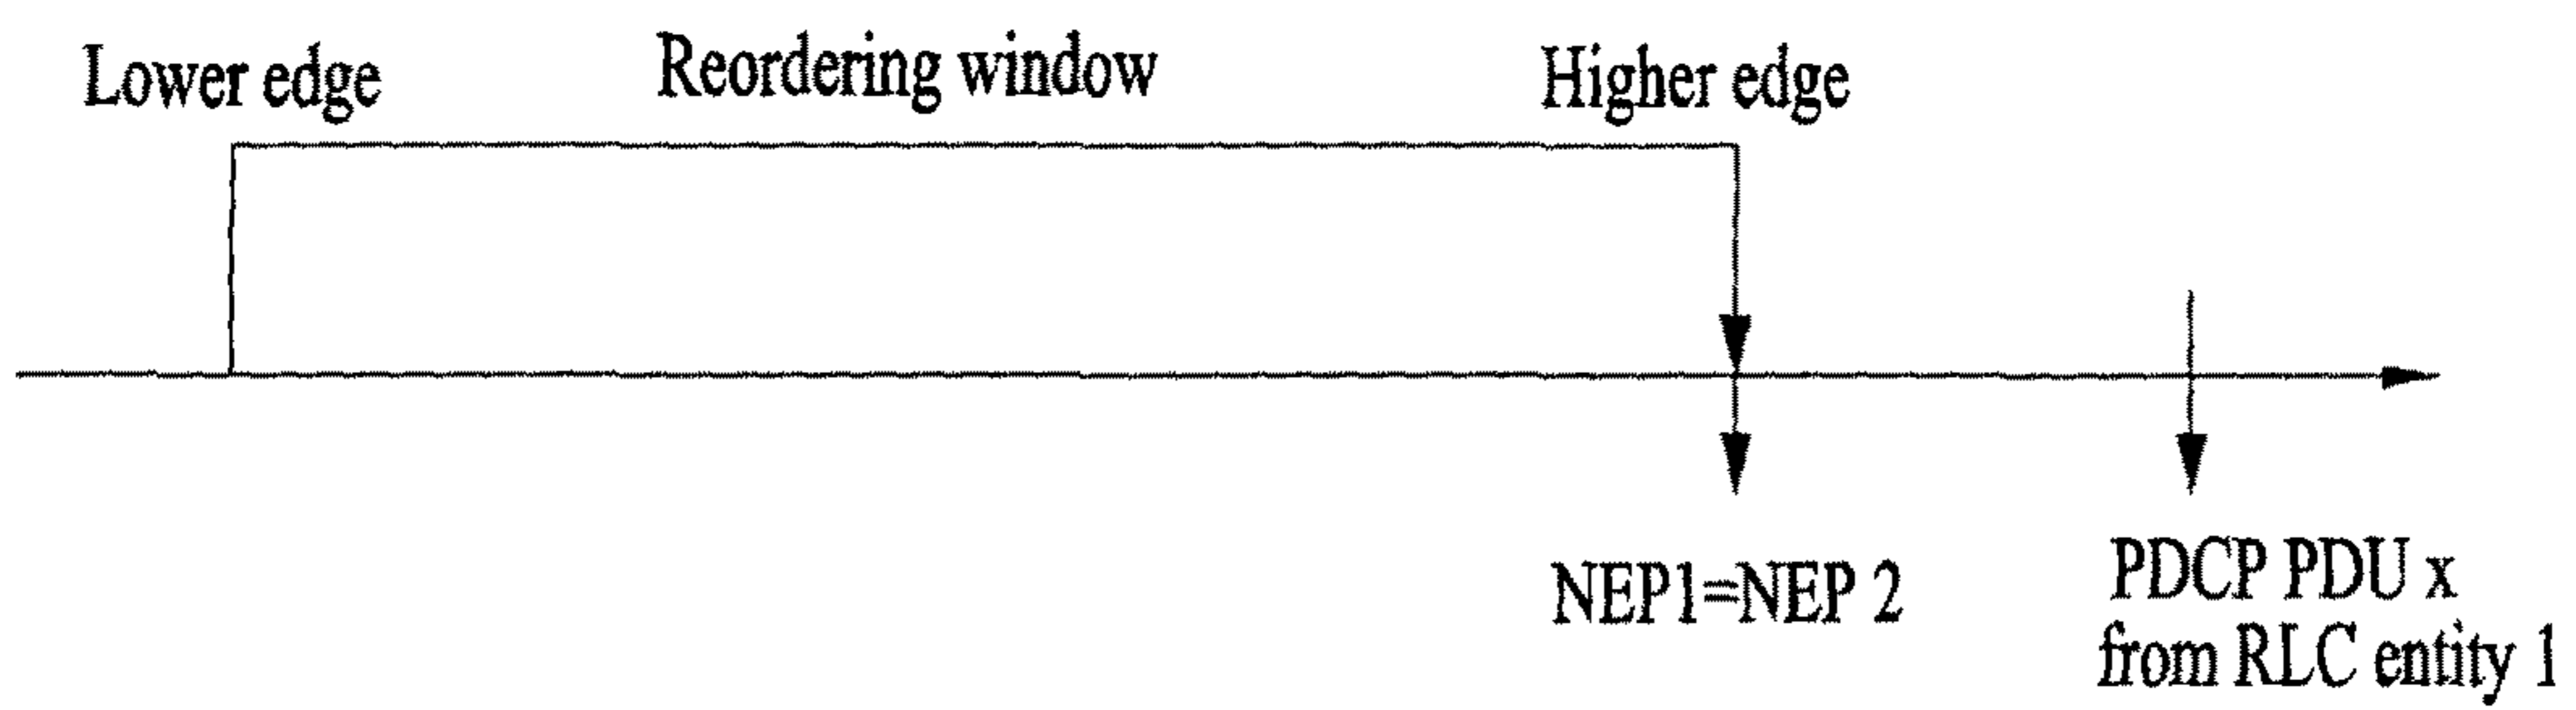 Lower edge
Reordering window
Higher edge
NEP1=NEP 2
PDCP PDU x
from RLC entity 1